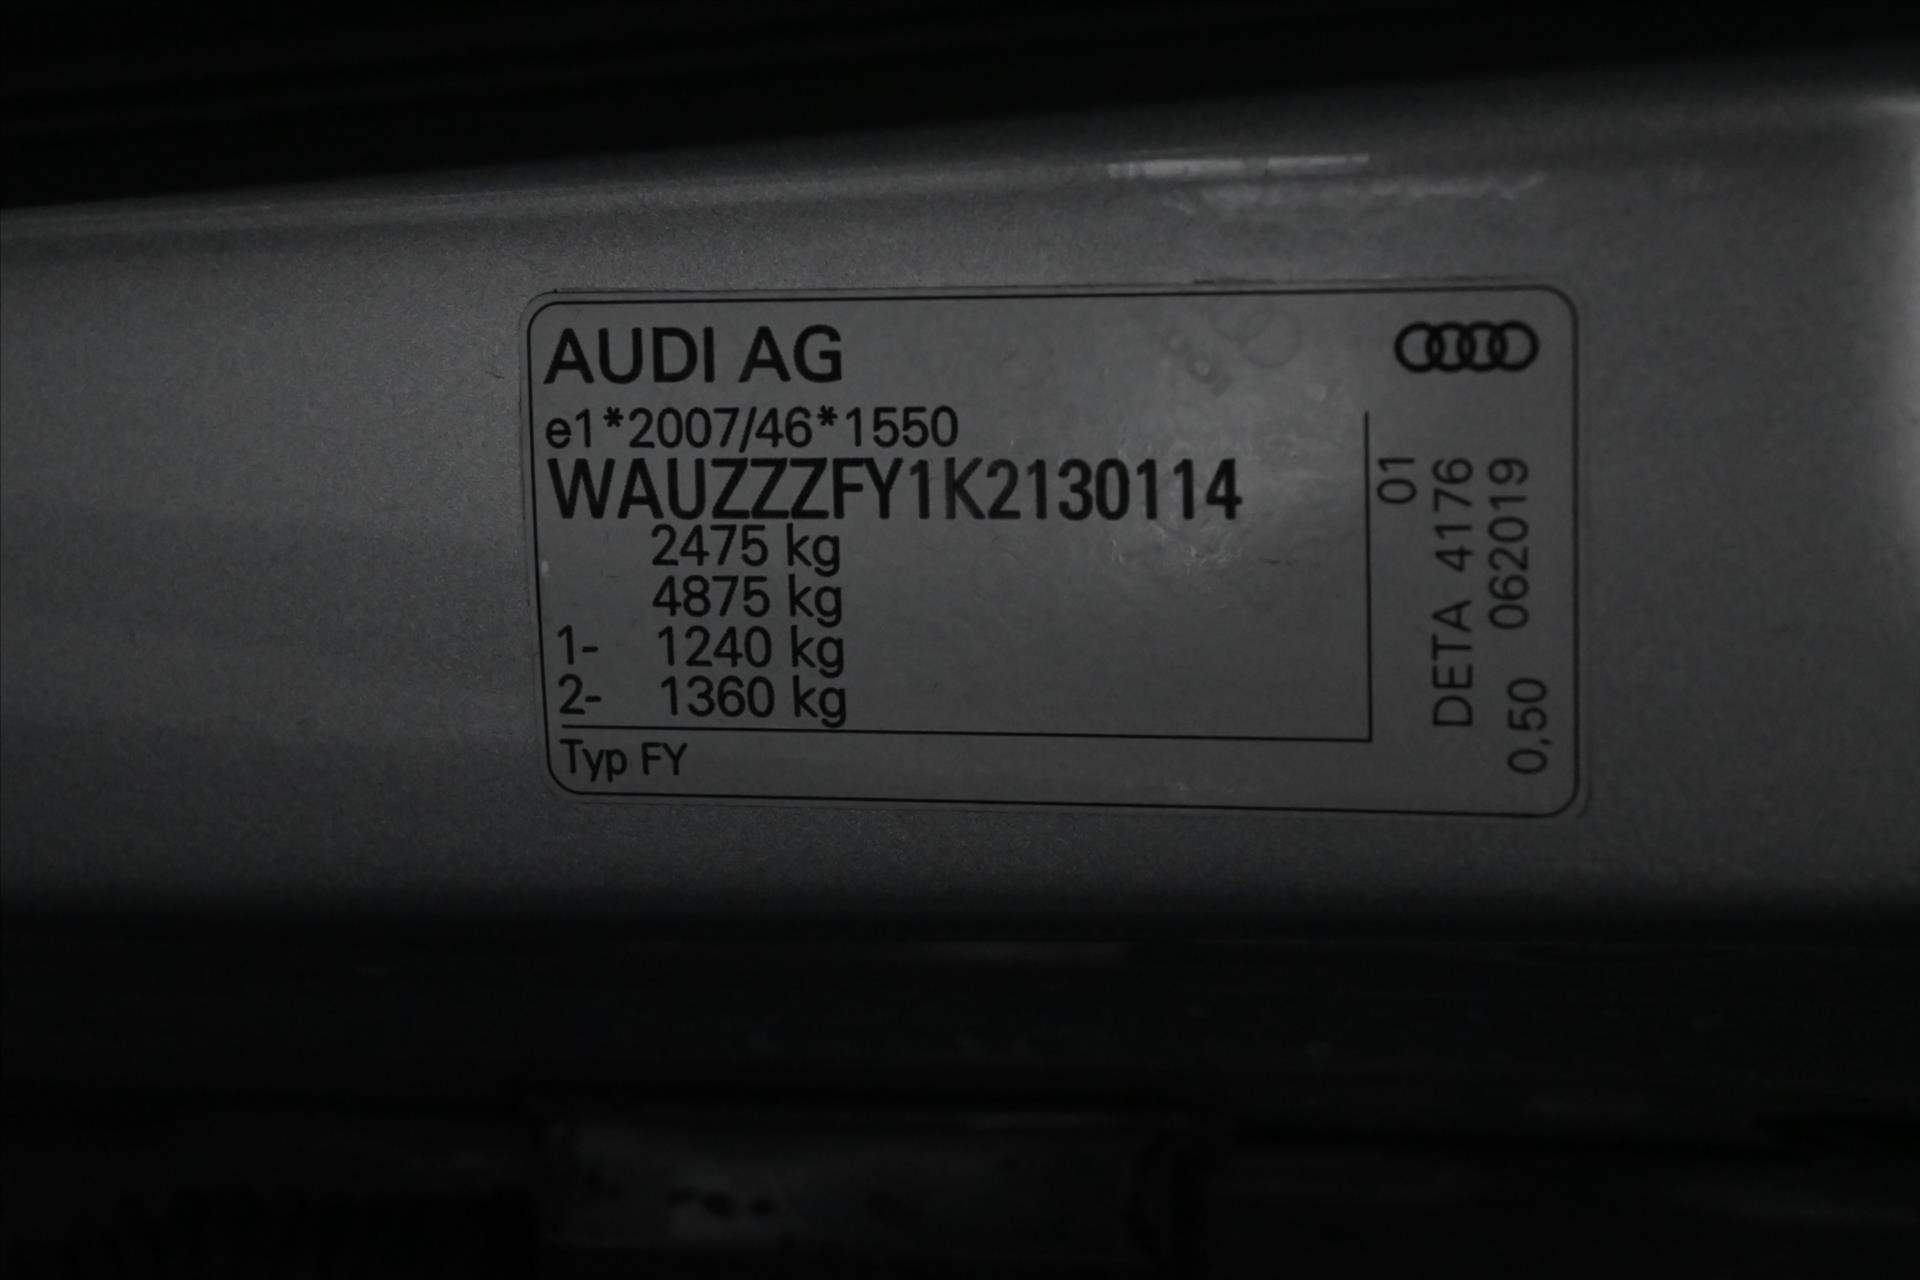 AUDI AG
e1*2007/46*1550
WAUZZZFY1K2130114
2475 kg
4875 kg
1- 1240 kg
2- 1360 kg
Typ FY
01
DETA 4176
0,50 062019